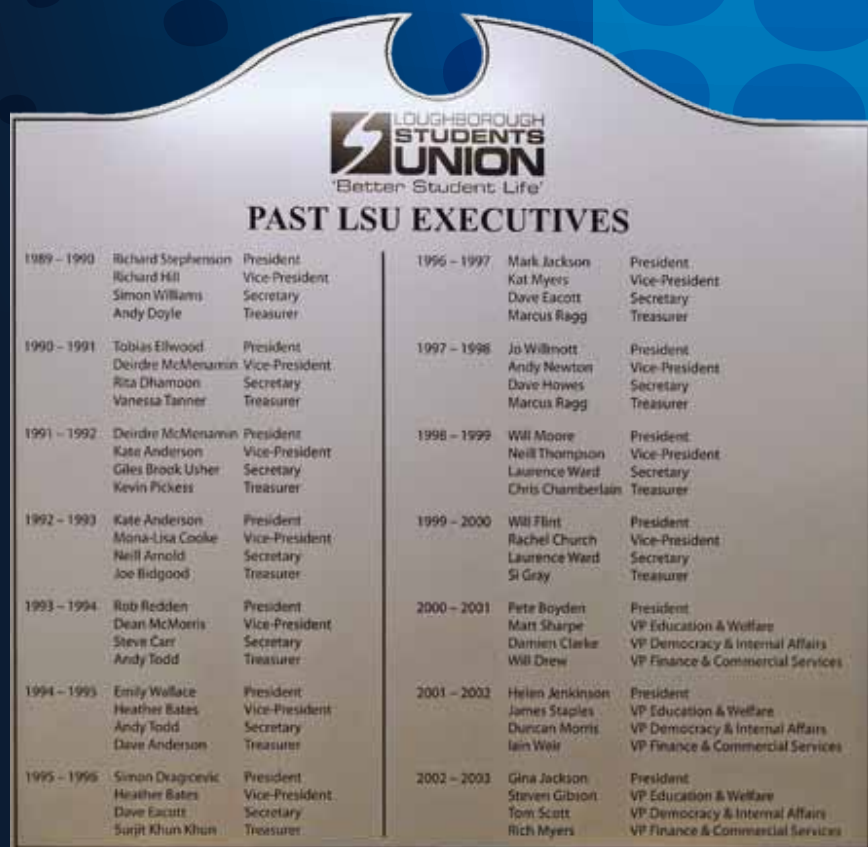 LOUGHBOROUGH
STUDENTS
UNION
'Better Student Life'
PAST LSU EXECUTIVES
1989 – 1990 Richard Stephenson President
Richard Hill Vice-President
Simon Williams Secretary
Andy Doyle Treasurer
1990 – 1991 Tobias Ellwood President
Deirdre McMenamin Vice-President
Rita Dhamoon Secretary
Vanessa Tanner Treasurer
1991 – 1992 Deirdre McMenamin President
Kate Anderson Vice-President
Giles Brook Usher Secretary
Kevin Pickess Treasurer
1992 – 1993 Kate Anderson President
Mona-Lisa Cooke Vice-President
Neill Arnold Secretary
Joe Bidgood Treasurer
1993 – 1994 Rob Redden President
Dean McMorris Vice-President
Steve Carr Secretary
Andy Todd Treasurer
1994 – 1995 Emily Wallace President
Heather Bates Vice-President
Andy Todd Secretary
Dave Anderson Treasurer
1995 – 1996 Simon Dragicevic President
Heather Bates Vice-President
Dave Eacott Secretary
Surjit Khun Khun Treasurer
1996 – 1997 Mark Jackson President
Kat Myers Vice-President
Dave Eacott Secretary
Marcus Ragg Treasurer
1997 – 1998 Jo Willmott President
Andy Newton Vice-President
Dave Howes Secretary
Marcus Ragg Treasurer
1998 – 1999 Will Moore President
Neill Thompson Vice-President
Laurence Ward Secretary
Chris Chamberlain Treasurer
1999 – 2000 Will Flint President
Rachel Church Vice-President
Laurence Ward Secretary
Si Gray Treasurer
2000 – 2001 Pete Boyden President
Matt Sharpe VP Education & Welfare
Damien Clarke VP Democracy & Internal Affairs
Will Drew VP Finance & Commercial Services
2001 – 2002 Helen Jenkinson President
James Staples VP Education & Welfare
Duncan Morris VP Democracy & Internal Affairs
Iain Weir VP Finance & Commercial Services
2002 – 2003 Gina Jackson President
Steven Gibson VP Education & Welfare
Tom Scott VP Democracy & Internal Affairs
Rich Myers VP Finance & Commercial Services